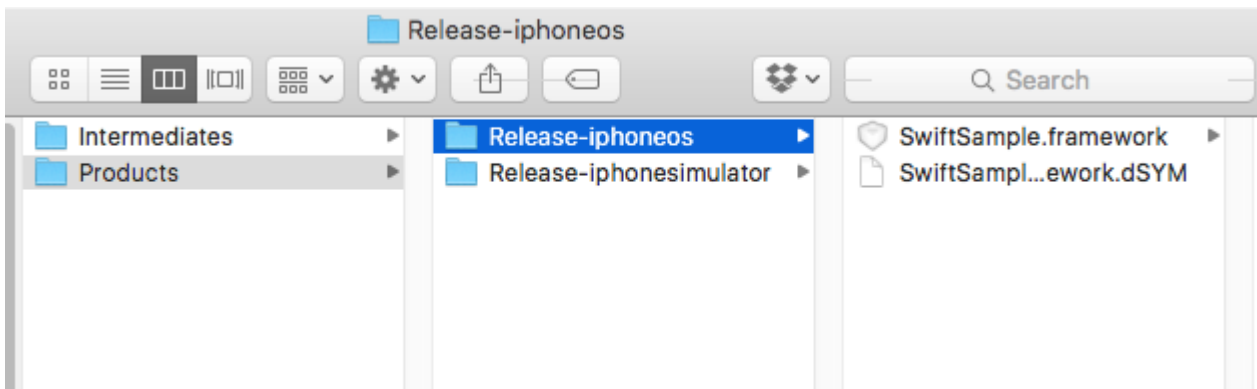 Release-iphoneos
Search
Intermediates
Products
Release-iphoneos
Release-iphonesimulator
SwiftSample.framework
SwiftSampl...ework.dSYM